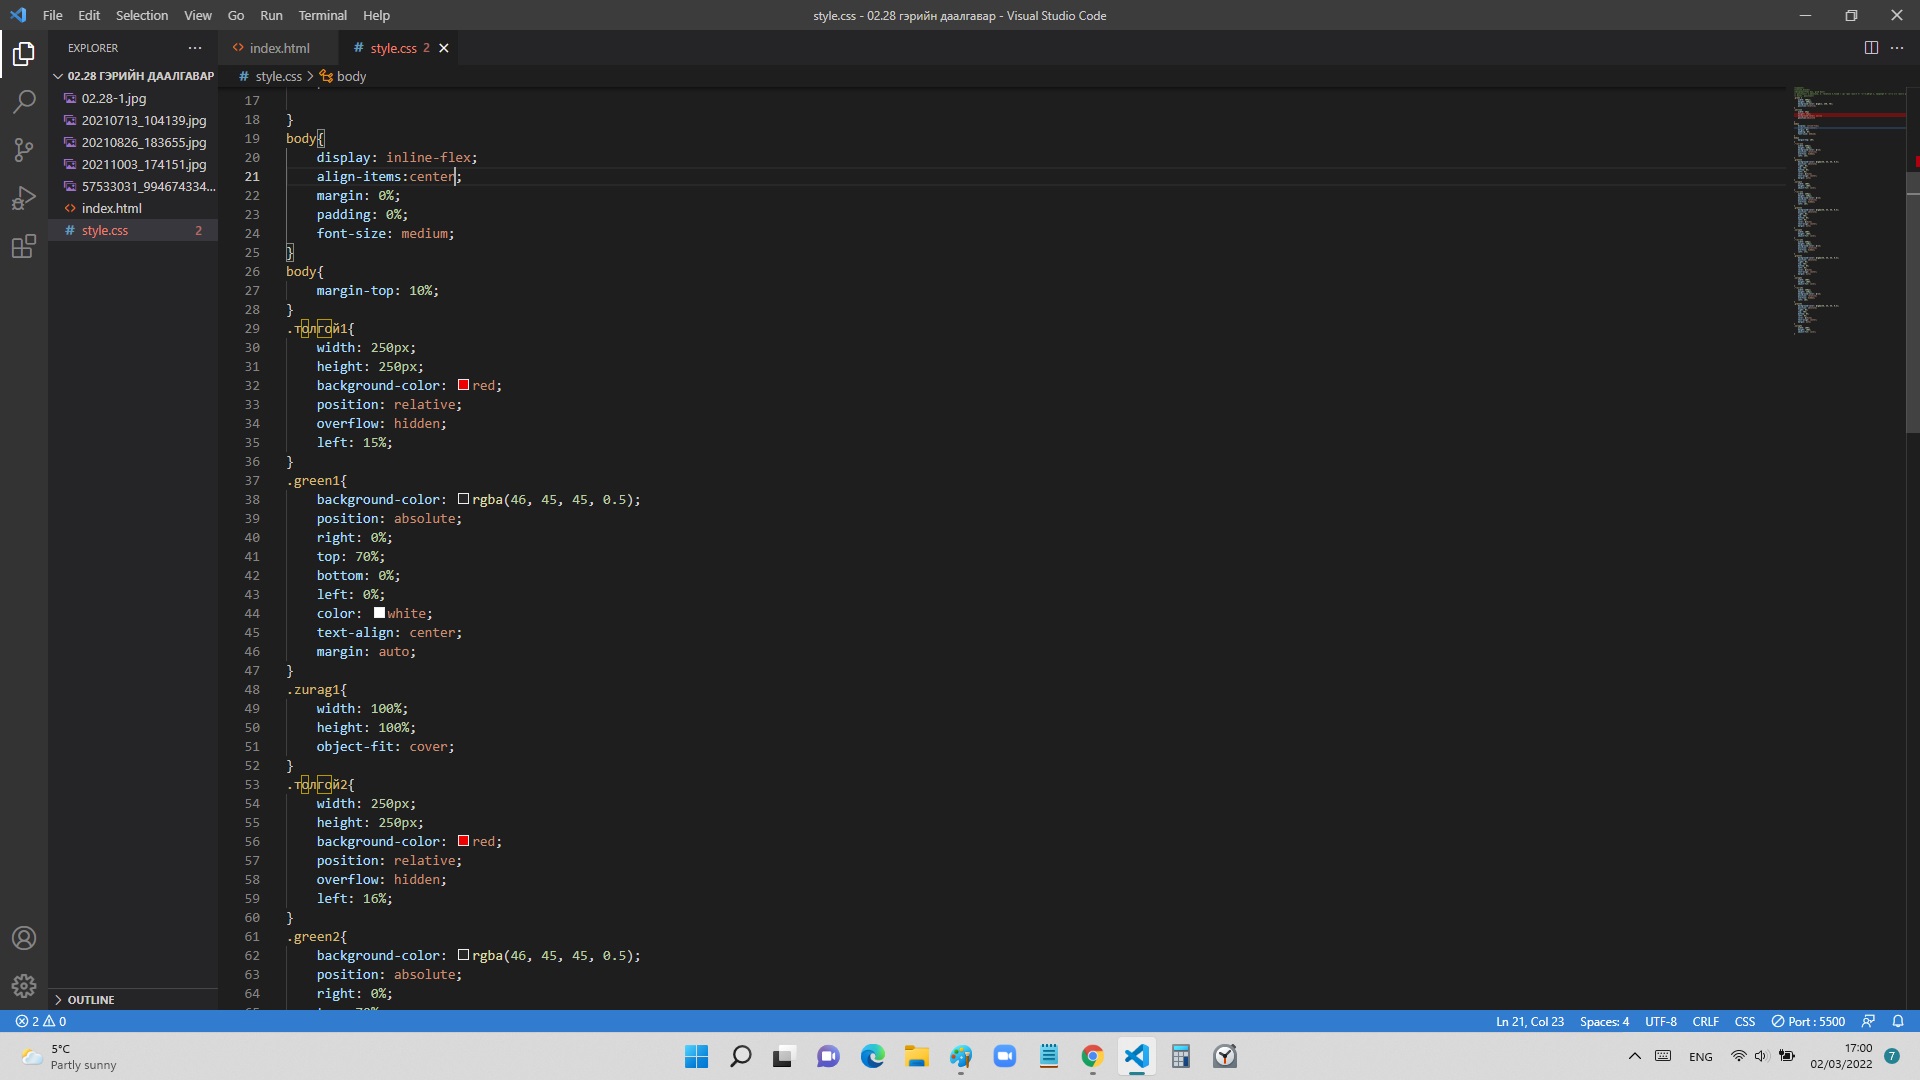 File Edit Selection View Go Run Terminal Help
style.css - 02.28 гэрийн даалгавар - Visual Studio Code
EXPLORER
02.28 ГЭРИЙН ДААЛГАВАР
02.28-1.jpg
20210713_104139.jpg
20210826_183655.jpg
20211003_174151.jpg
57533031_994674334...
index.html
style.css 2
OUTLINE
index.html
style.css 2
style.css > body
17
18 }
19 body{
20 display: inline-flex;
21 align-items:center;
22 margin: 0%;
23 padding: 0%;
24 font-size: medium;
25 }
26 body{
27 margin-top: 10%;
28 }
29 .толгой1{
30 width: 250px;
31 height: 250px;
32 background-color: red;
33 position: relative;
34 overflow: hidden;
35 left: 15%;
36 }
37 .green1{
38 background-color: rgba(46, 45, 45, 0.5);
39 position: absolute;
40 right: 0%;
41 top: 70%;
42 bottom: 0%;
43 left: 0%;
44 color: white;
45 text-align: center;
46 margin: auto;
47 }
48 .zurag1{
49 width: 100%;
50 height: 100%;
51 object-fit: cover;
52 }
53 .толгой2{
54 width: 250px;
55 height: 250px;
56 background-color: red;
57 position: relative;
58 overflow: hidden;
59 left: 16%;
60 }
61 .green2{
62 background-color: rgba(46, 45, 45, 0.5);
63 position: absolute;
64 right: 0%;
2 0
Ln 21, Col 23 Spaces: 4 UTF-8 CRLF CSS Port : 5500
5°C
Partly sunny
ENG
17:00
02/03/2022
7